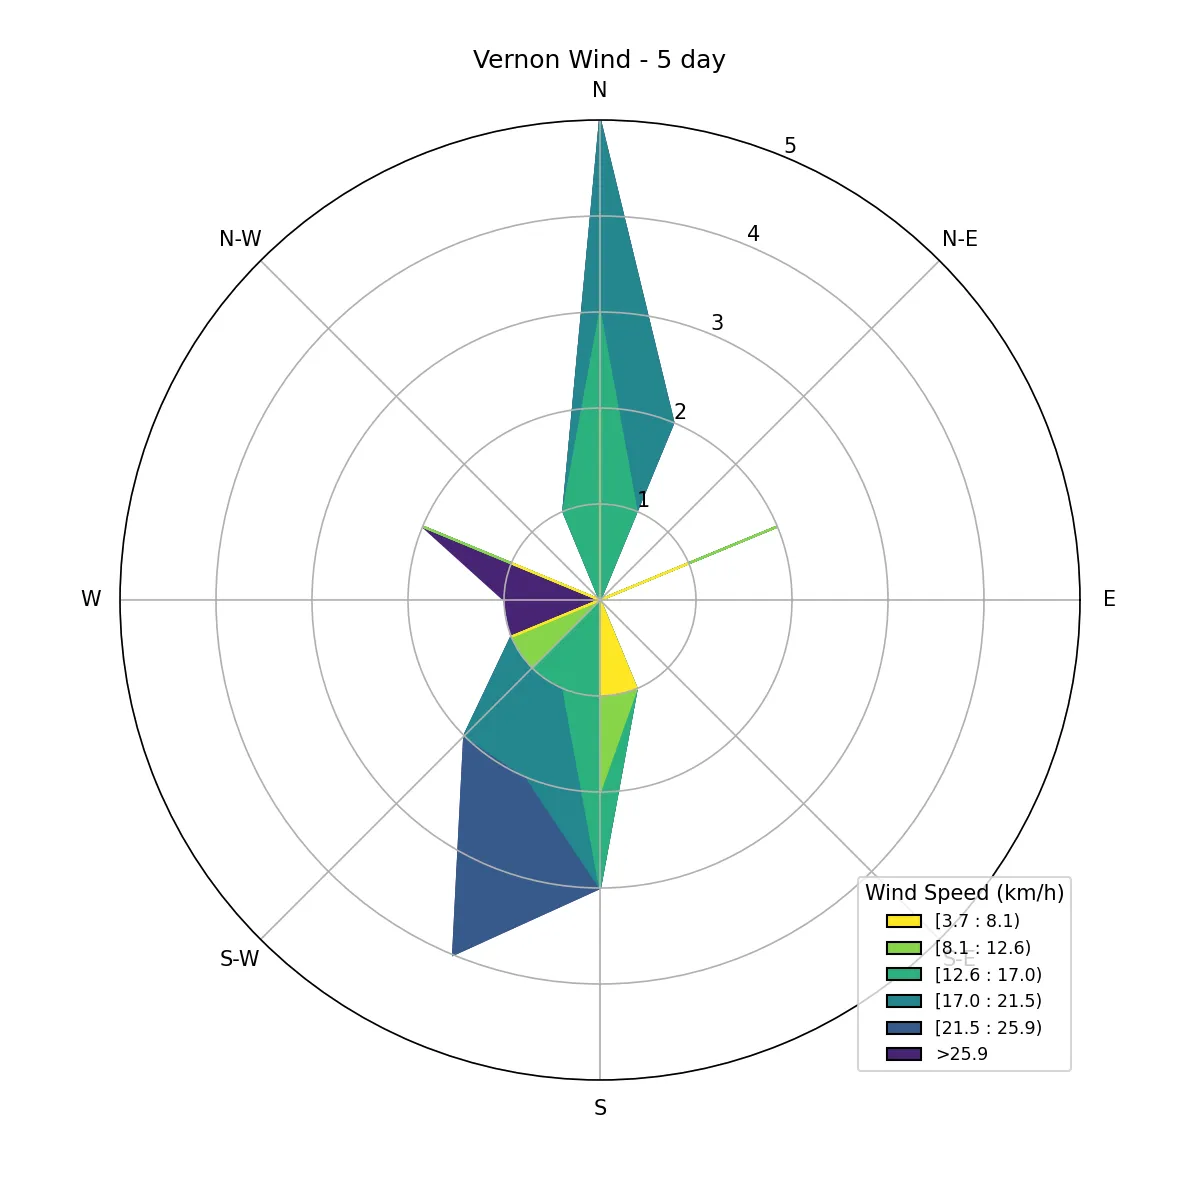 Vernon Wind - 5 day
N
5
N-W
4
N-E
3
2
1
W
E
Wind Speed (km/h)
[3.7 : 8.1)
[8.1 : 12.6)
S-W
S-E
[12.6 : 17.0)
[17.0 : 21.5)
[21.5 : 25.9)
>25.9
S